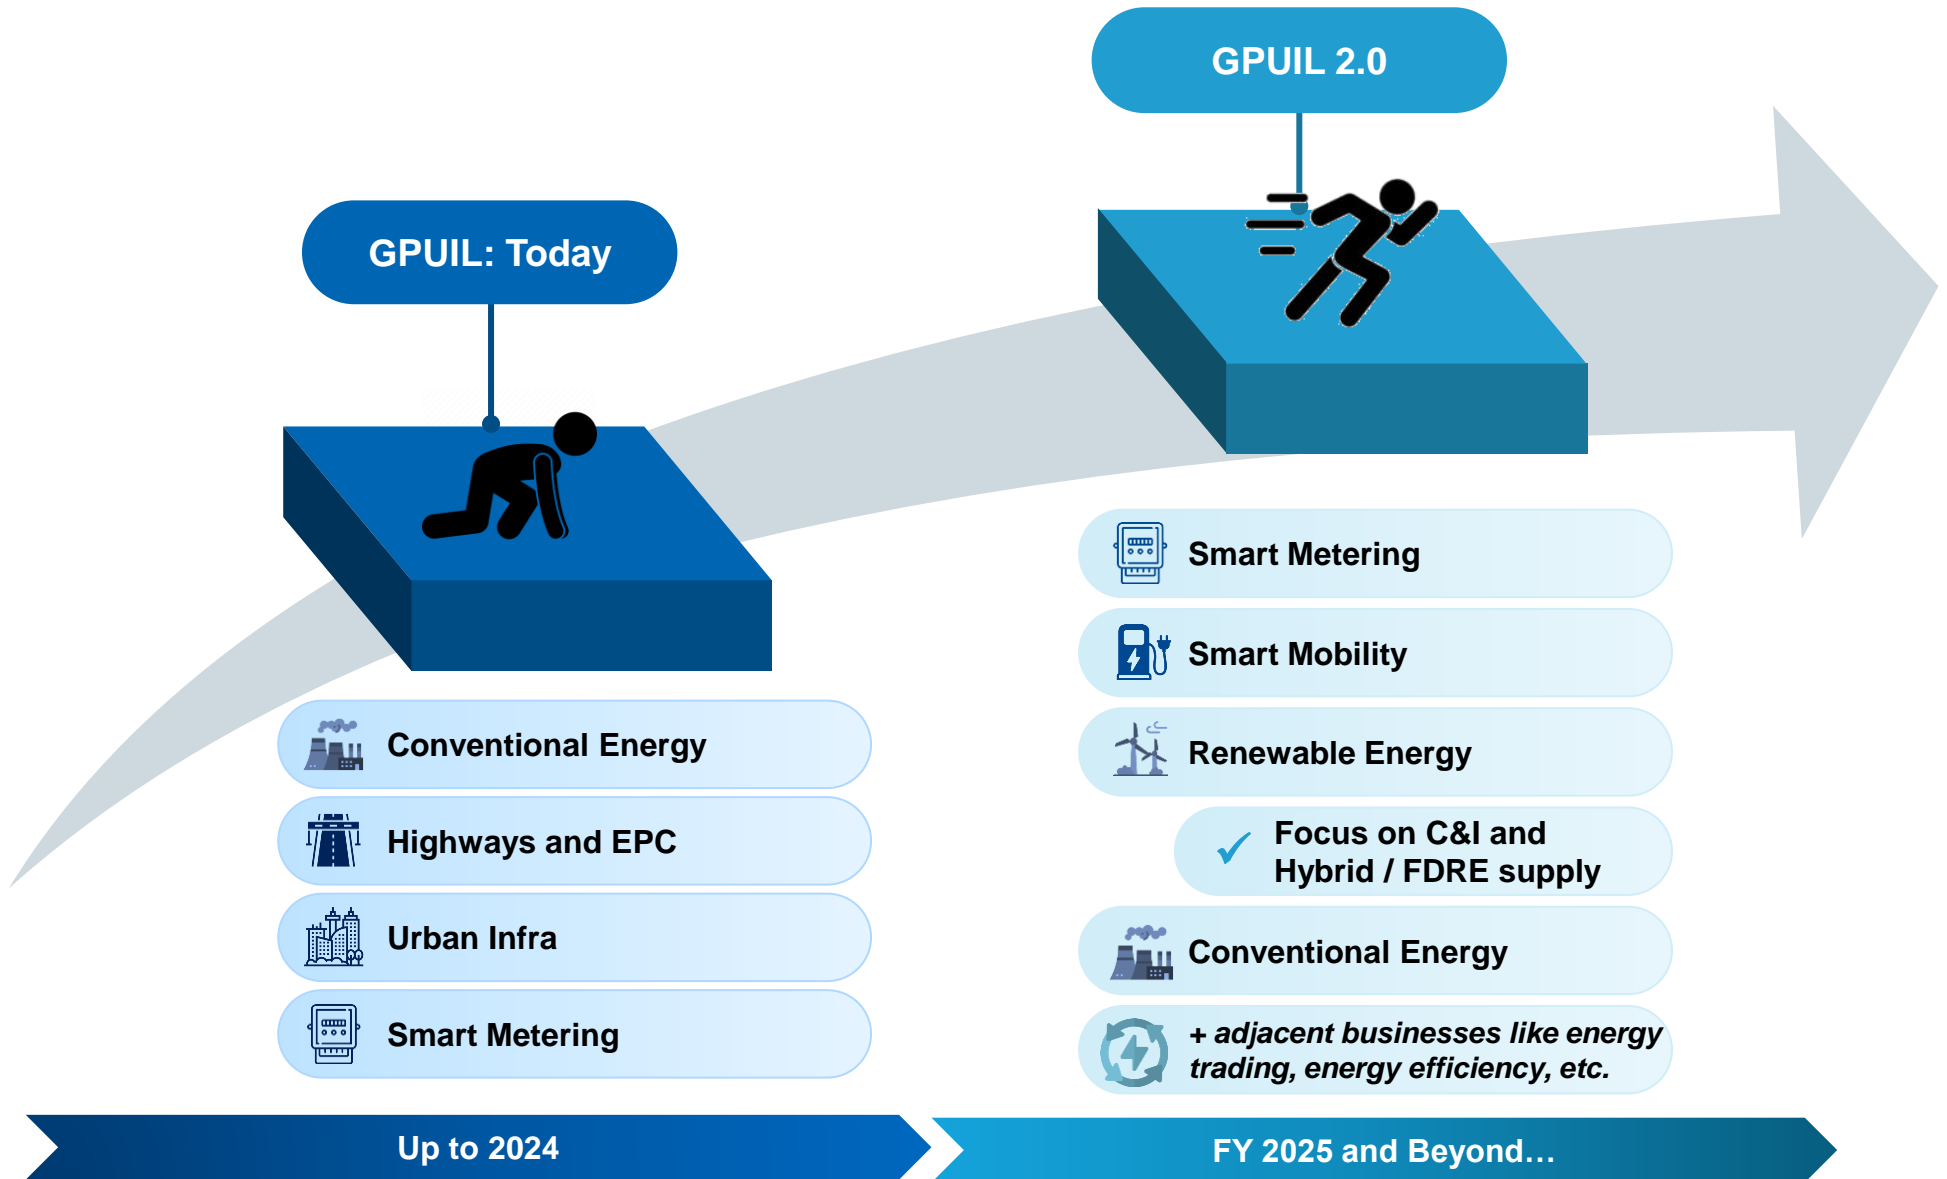 GPUIL 2.0
GPUIL: Today
Conventional Energy
Highways and EPC
Urban Infra
Smart Metering
Smart Metering
Smart Mobility
Renewable Energy
Focus on C&I and
Hybrid / FDRE supply
Conventional Energy
+ adjacent businesses like energy
trading, energy efficiency, etc.
Up to 2024
FY 2025 and Beyond…